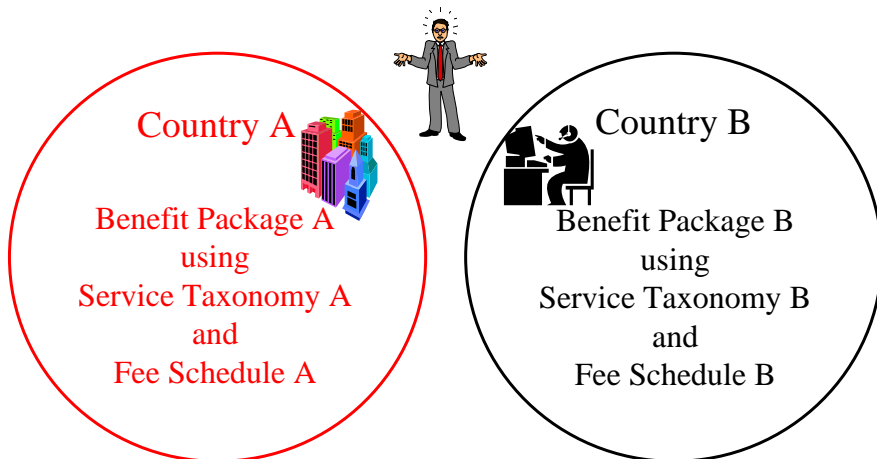 Country A
Benefit Package A
using
Service Taxonomy A
and
Fee Schedule A
Country B
Benefit Package B
using
Service Taxonomy B
and
Fee Schedule B